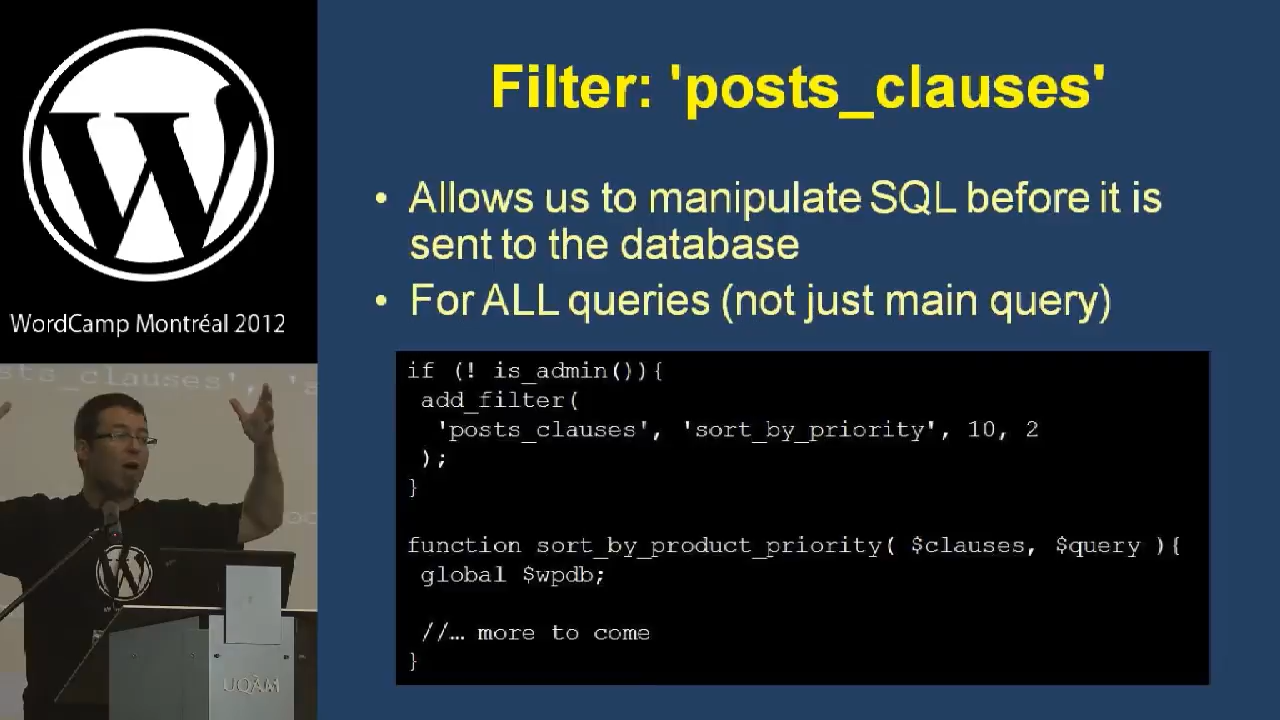 WordCamp Montréal 2012
Filter: 'posts_clauses'
• Allows us to manipulate SQL before it is
sent to the database
• For ALL queries (not just main query)
if (! is_admin()){
add_filter(
'posts_clauses', 'sort_by_priority', 10, 2
);
}
function sort_by_product_priority( $clauses, $query ){
global $wpdb;
//… more to come
}
sts_clauses', 's
UQÀM